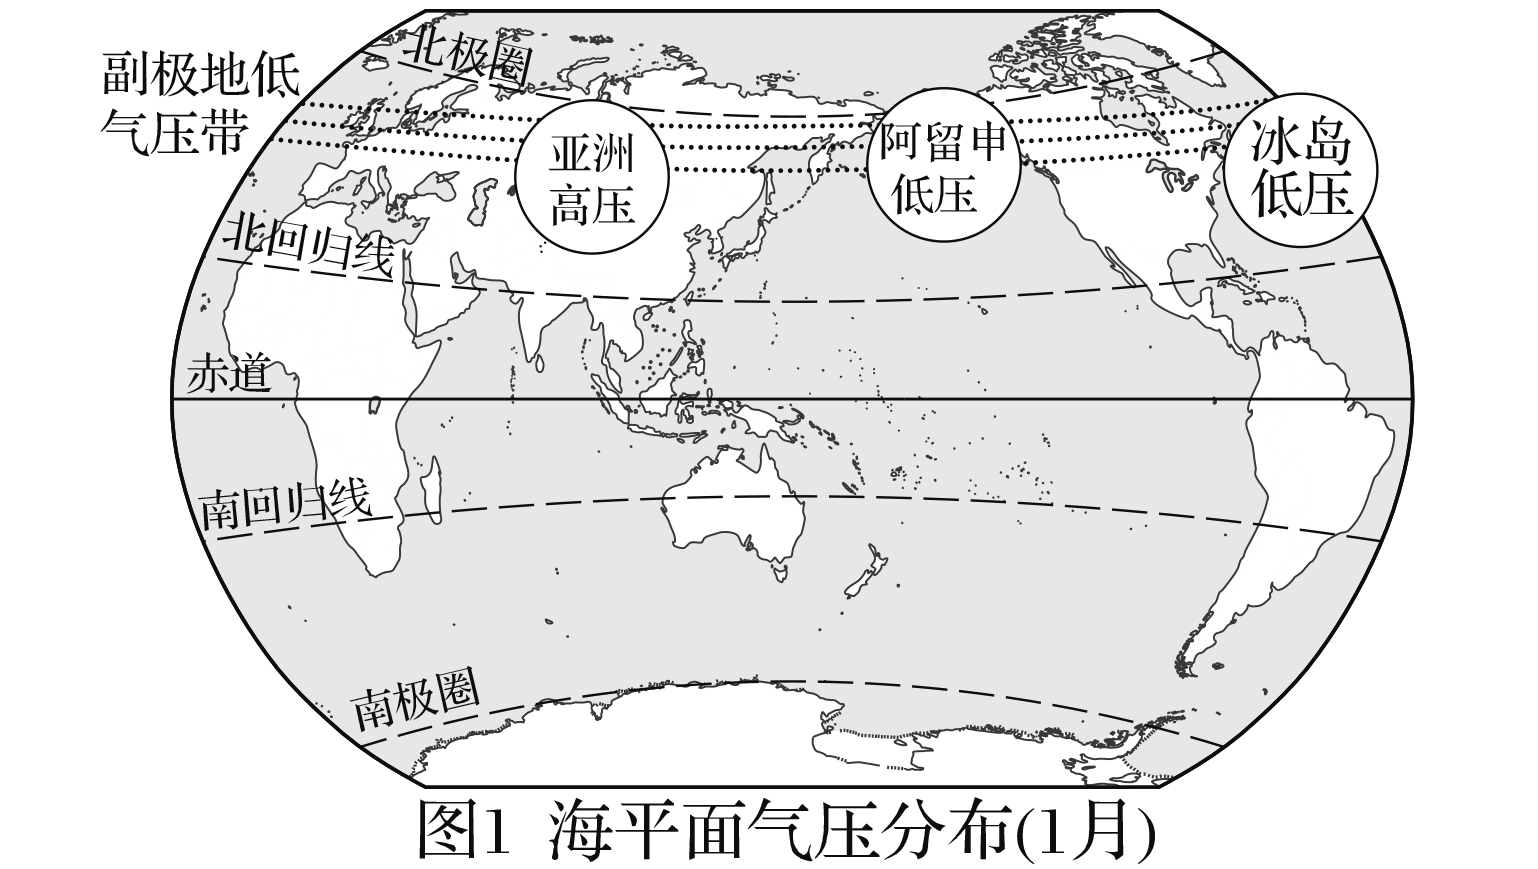 北极圈
副极地低
气压带
亚洲
高压
阿留申
低压
冰岛
低压
北回归线
赤道
南回归线
南极圈
图1 海平面气压分布(1月)